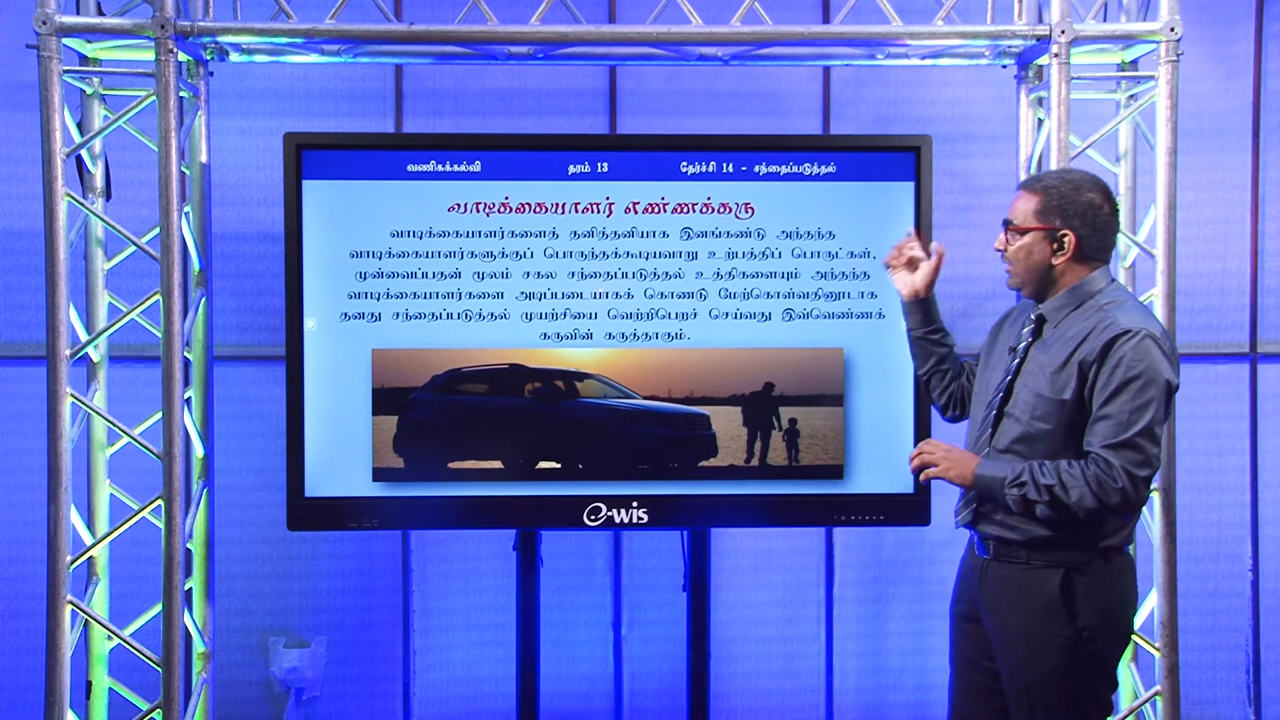 வணிகக்கல்வி தரம் 13 தேர்ச்சி 14 - சந்தைப்படுத்தல்
வாடிக்கையாளர் எண்ணக்கரு
வாடிக்கையாளர்களைத் தனித்தனியாக இனங்கண்டு அந்தந்த
வாடிக்கையாளர்களுக்குப் பொருந்தக்கூடியவாறு உற்பத்திப் பொருட்கள்,
முன்வைப்பதன் மூலம் சகல சந்தைப்படுத்தல் உத்திகளையும் அந்தந்த
வாடிக்கையாளர்களை அடிப்படையாகக் கொணடு மேற்கொள்வதினூடாக
தனது சந்தைப்படுத்தல் முயற்சியை வெற்றிபெறச் செய்வது இவ்வெண்ணக்
கருவின் கருத்தாகும்.
e-wis